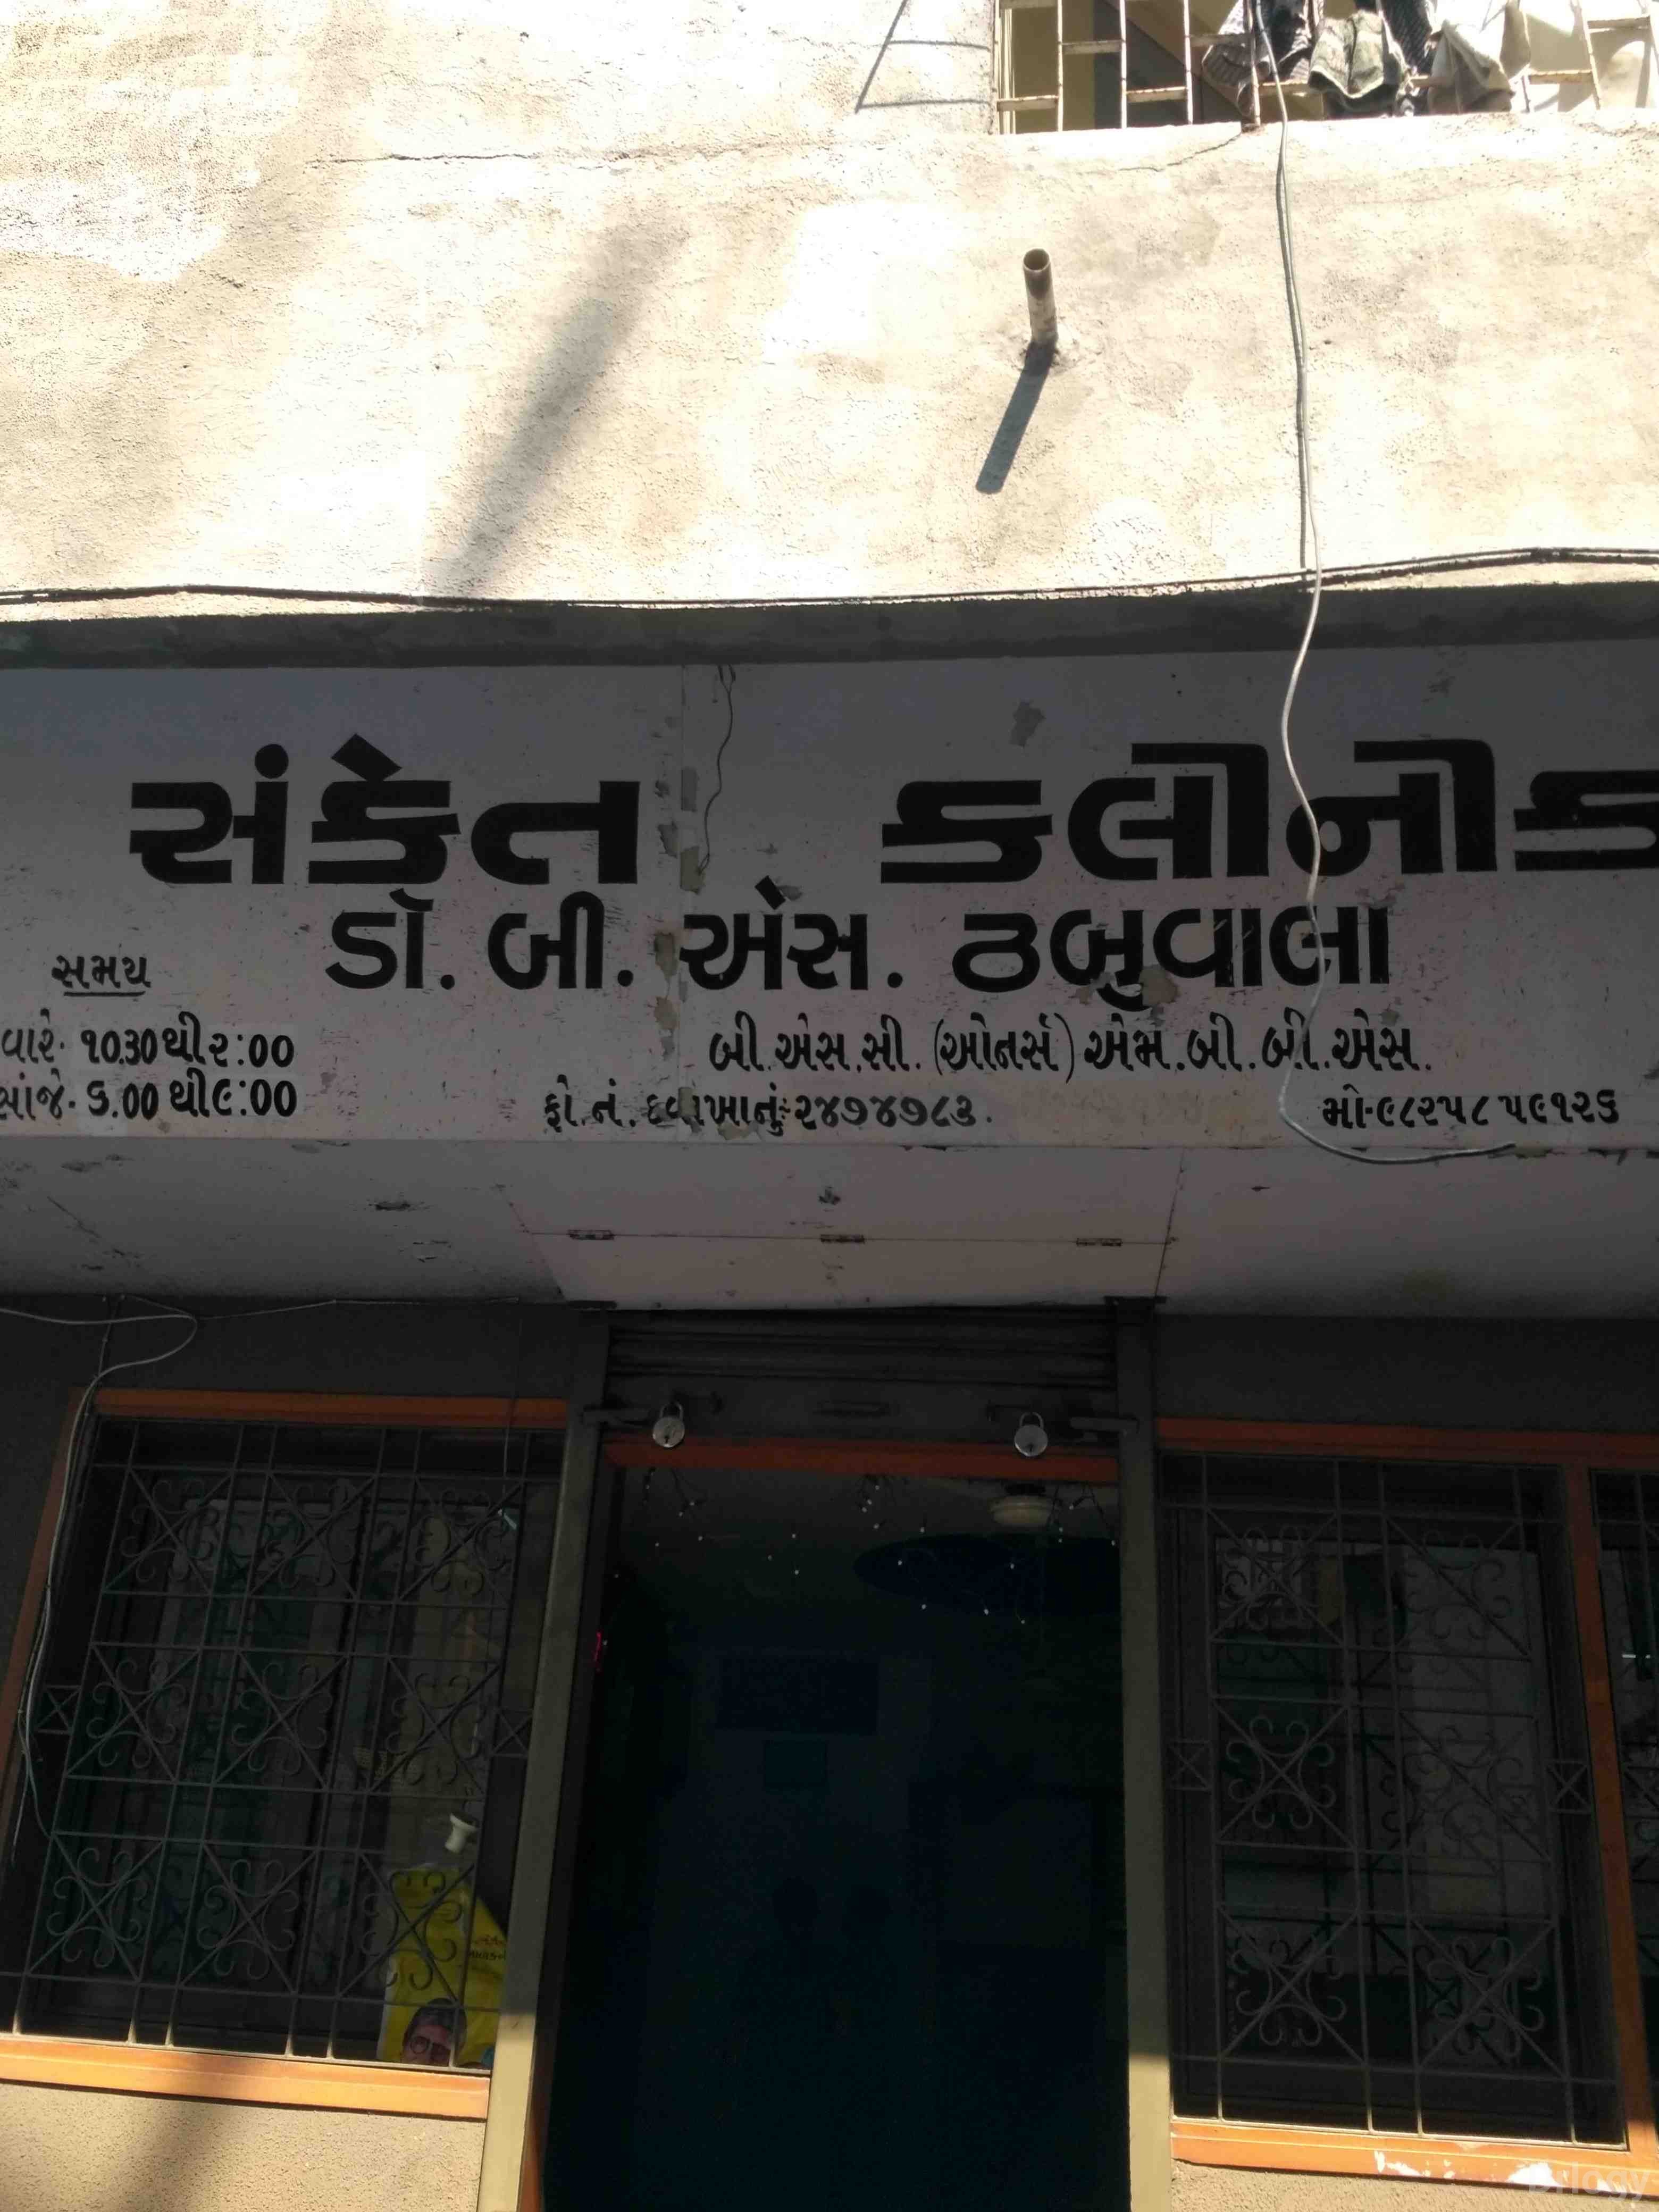 સંકેત ક્લીનીક
ડૉ. બી. એસ. ઠબુવાલા
સમય
બી.એસ.સી. (ઓનર્સ) એમ.બી.બી.એસ.
વારે. ૧૦.૩૦ થી ૨:૦૦
સાંજે. ૬.૦૦ થી ૯:૦૦
ફો.નં. દવાખાનું:-૨૪૭૪૭૮૩.
મો-૯૮૨૫૮ ૫૯૧૨૬